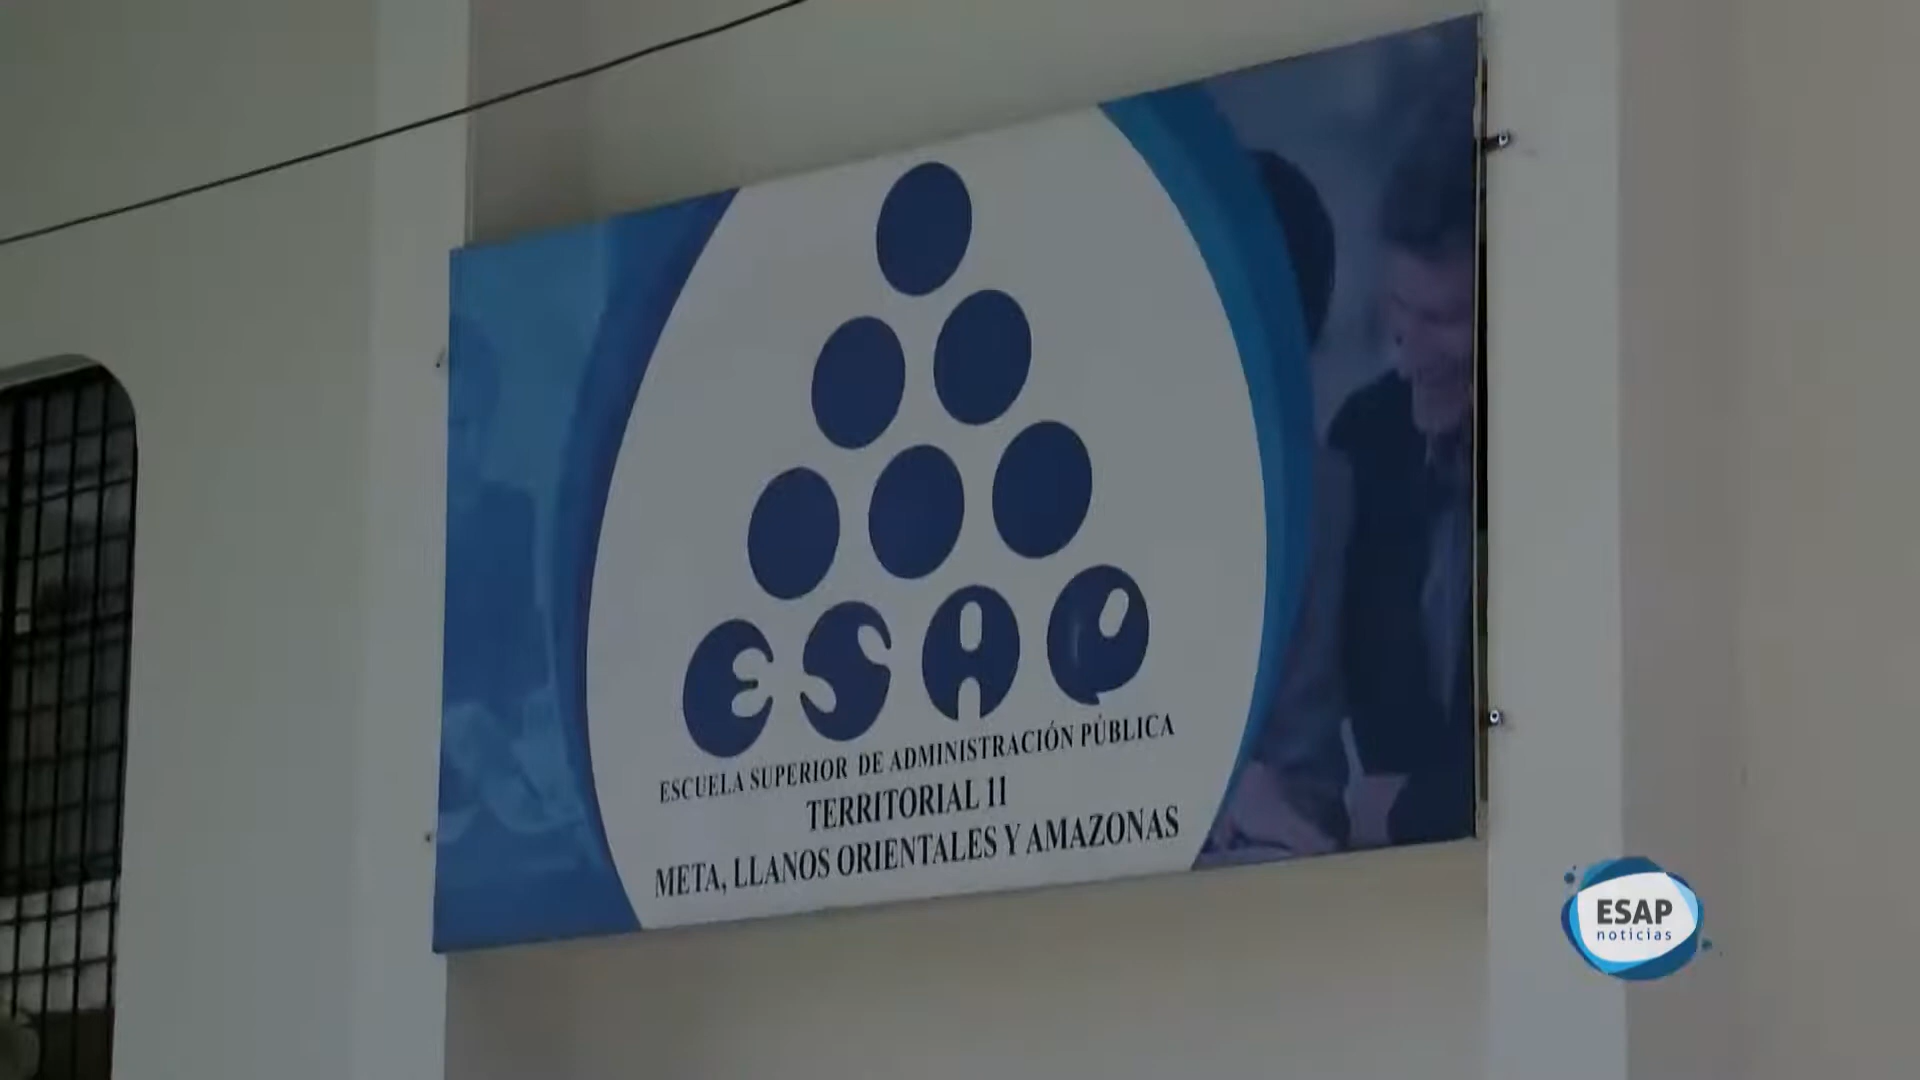 ESAP
ESCUELA SUPERIOR DE ADMINISTRACIÓN PÚBLICA
TERRITORIAL 11
META, LLANOS ORIENTALES Y AMAZONAS
ESAP
noticias